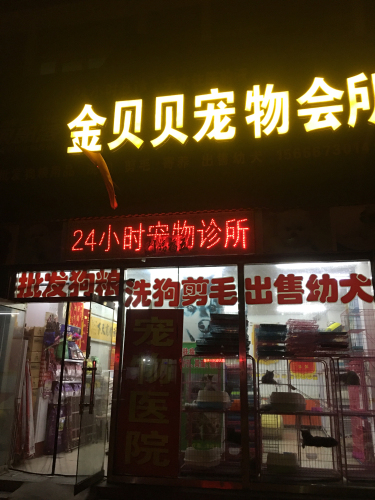 金贝贝宠物会所
24小时宠物诊所
批发狗粮 洗狗剪毛 出售幼犬
宠物医院